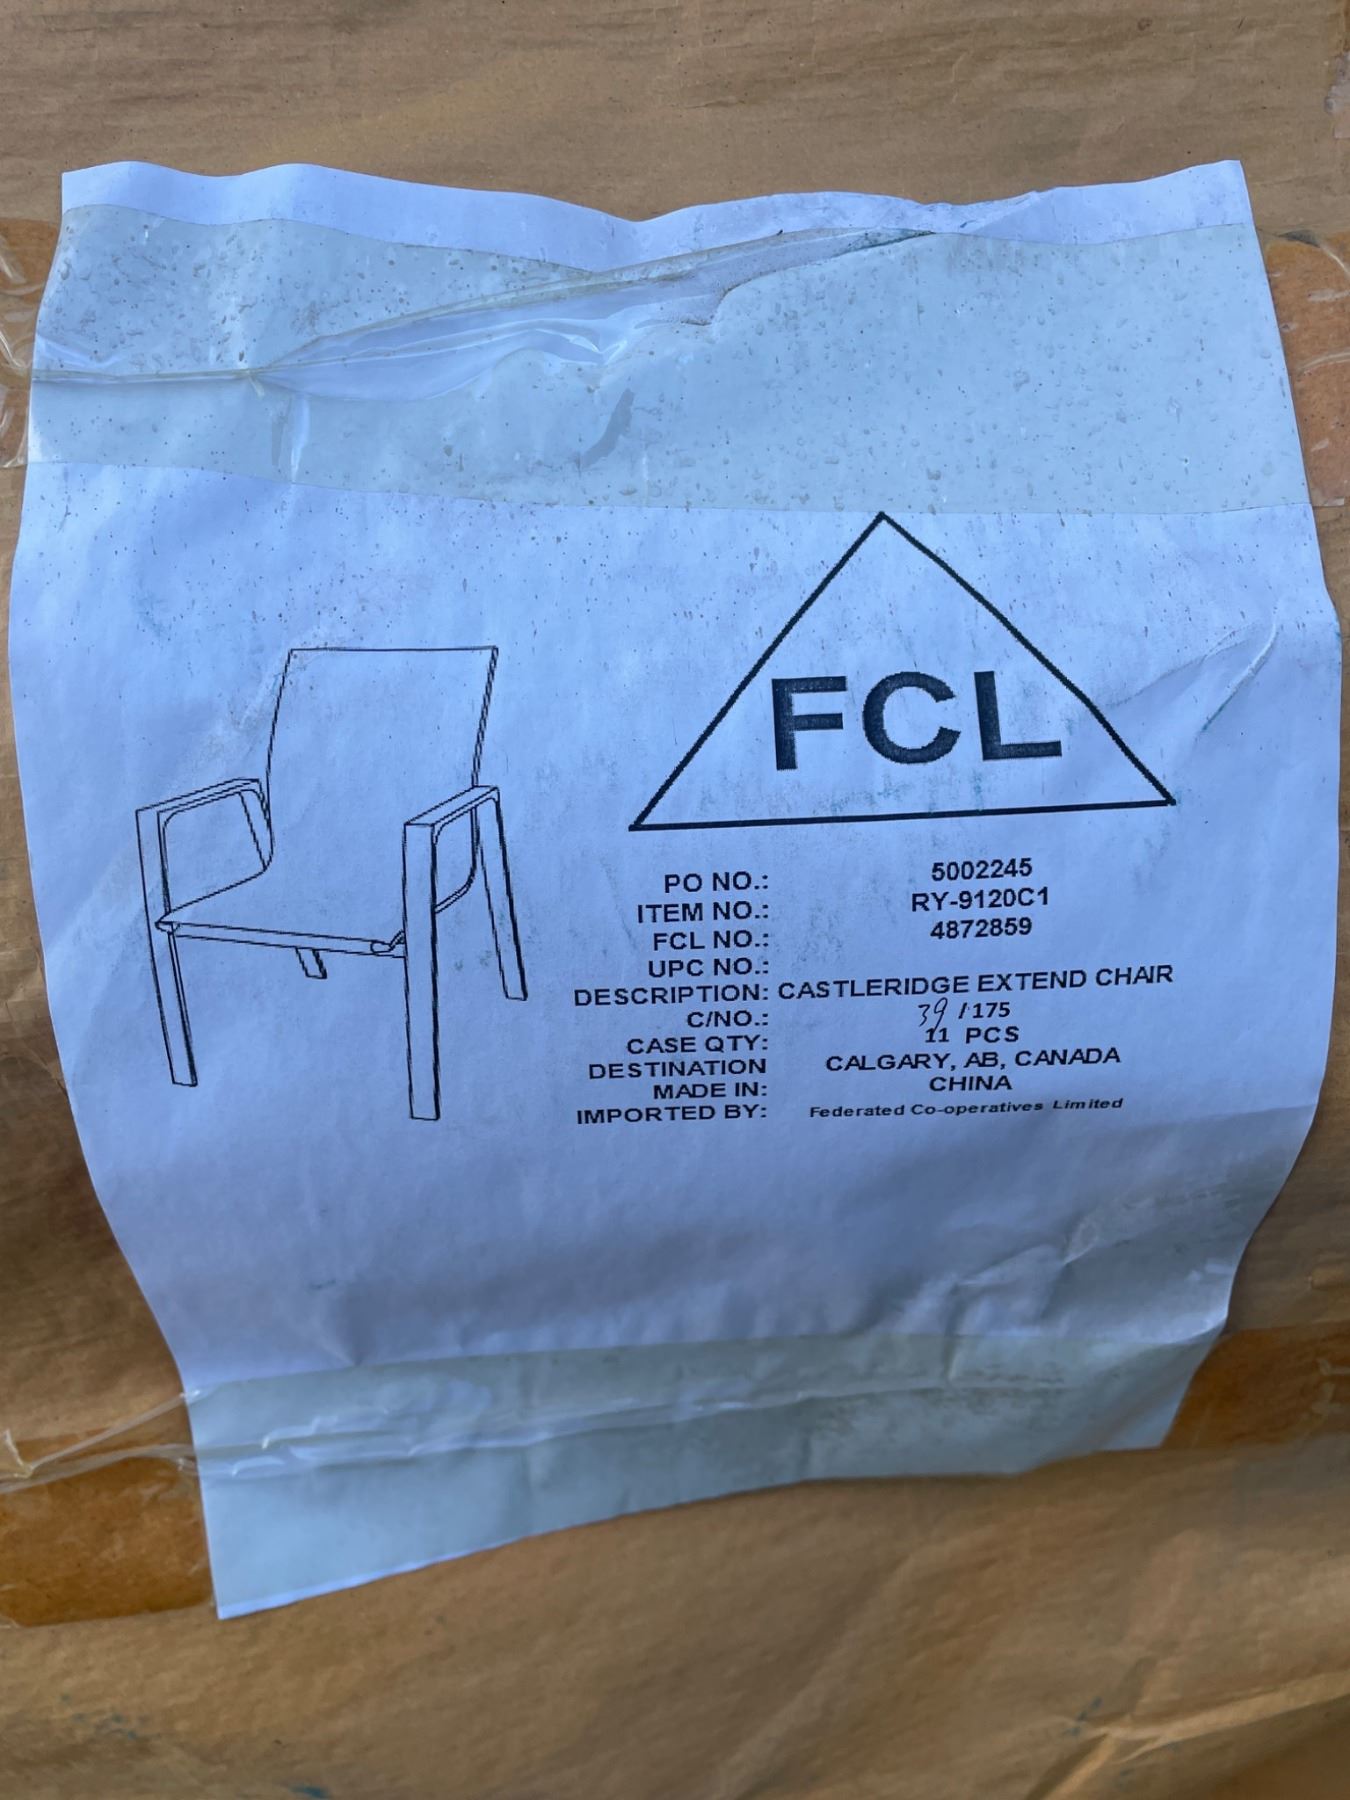 FCL
PO NO.: 5002245
ITEM NO.: RY-9120C1
FCL NO.: 4872859
UPC NO.:
DESCRIPTION: CASTLERIDGE EXTEND CHAIR
C/NO.: 39 / 175
CASE QTY: 11 PCS
DESTINATION CALGARY, AB, CANADA
MADE IN: CHINA
IMPORTED BY: Federated Co-operatives Limited